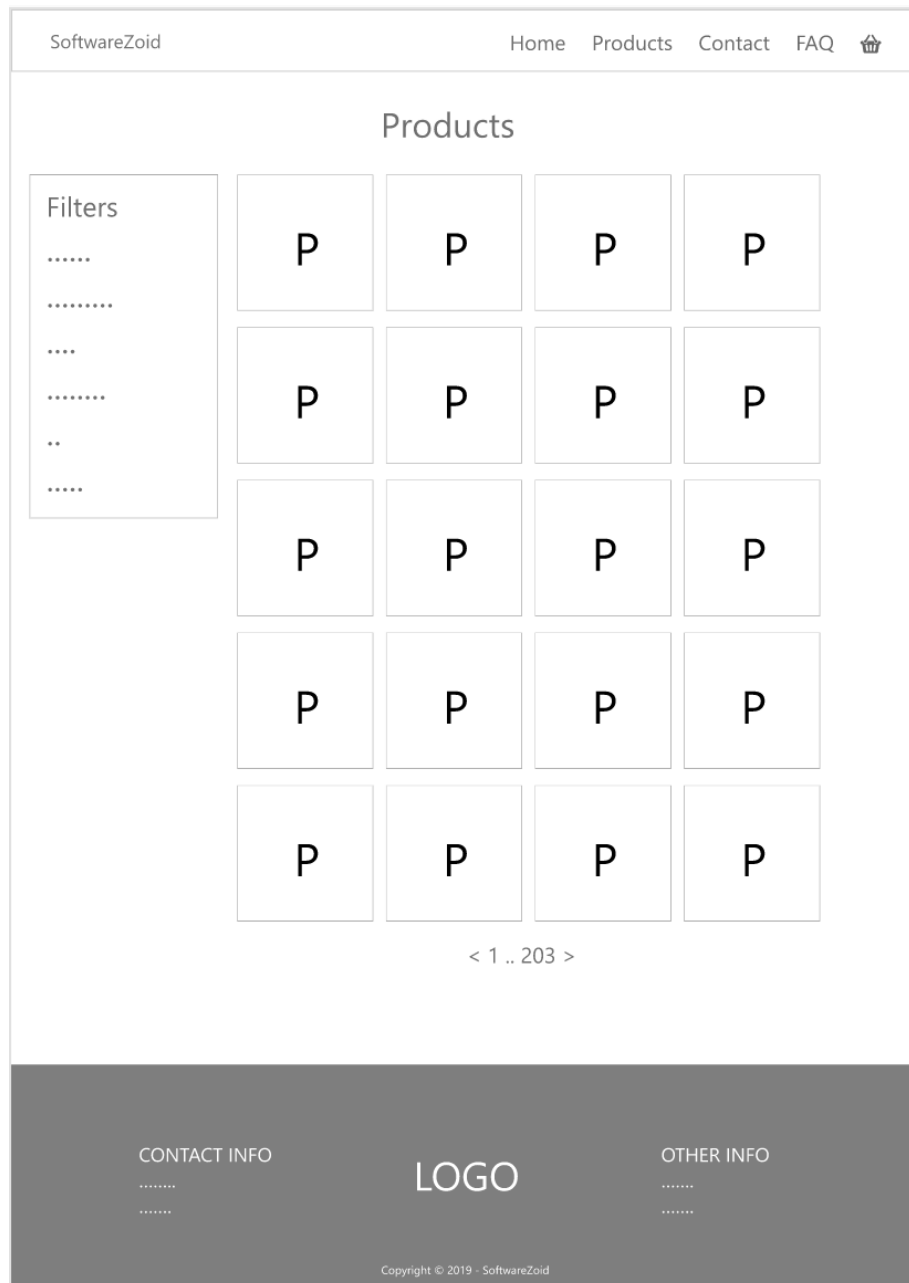 SoftwareZoid
Home Products Contact FAQ
Products
Filters
......
.........
....
........
..
.....
P P P P
P P P P
P P P P
P P P P
P P P P
< 1 .. 203 >
CONTACT INFO
........
.......
LOGO
OTHER INFO
.......
.......
Copyright © 2019 - SoftwareZoid